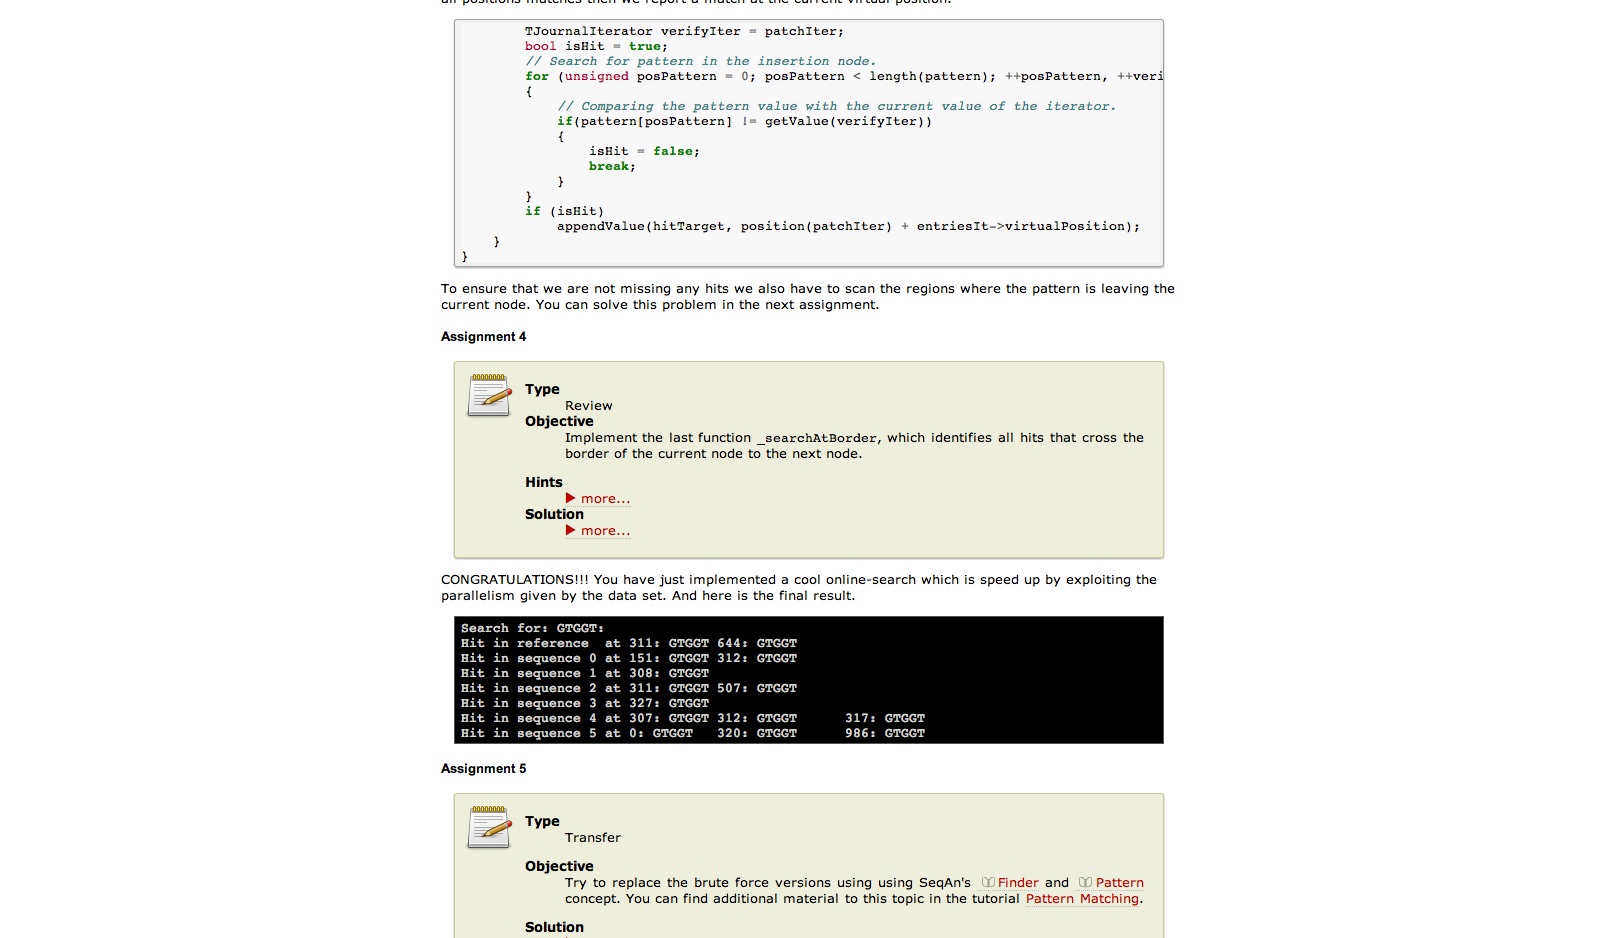 all positions matches then we report a match at the current virtual position.
TJournalIterator verifyIter = patchIter;
bool isHit = true;
// Search for pattern in the insertion node.
for (unsigned posPattern = 0; posPattern < length(pattern); ++posPattern, ++veri
{
// Comparing the pattern value with the current value of the iterator.
if(pattern[posPattern] != getValue(verifyIter))
{
isHit = false;
break;
}
}
if (isHit)
appendValue(hitTarget, position(patchIter) + entriesIt->virtualPosition);
}
}
To ensure that we are not missing any hits we also have to scan the regions where the pattern is leaving the
current node. You can solve this problem in the next assignment.
Assignment 4
Type
Review
Objective
Implement the last function _searchAtBorder, which identifies all hits that cross the
border of the current node to the next node.
Hints
more...
Solution
more...
CONGRATULATIONS!!! You have just implemented a cool online-search which is speed up by exploiting the
parallelism given by the data set. And here is the final result.
Search for: GTGGT:
Hit in reference  at 311: GTGGT 644: GTGGT
Hit in sequence 0 at 151: GTGGT 312: GTGGT
Hit in sequence 1 at 308: GTGGT
Hit in sequence 2 at 311: GTGGT 507: GTGGT
Hit in sequence 3 at 327: GTGGT
Hit in sequence 4 at 307: GTGGT 312: GTGGT      317: GTGGT
Hit in sequence 5 at 0: GTGGT   320: GTGGT      986: GTGGT
Assignment 5
Type
Transfer
Objective
Try to replace the brute force versions using using SeqAn's Finder and Pattern
concept. You can find additional material to this topic in the tutorial Pattern Matching.
Solution